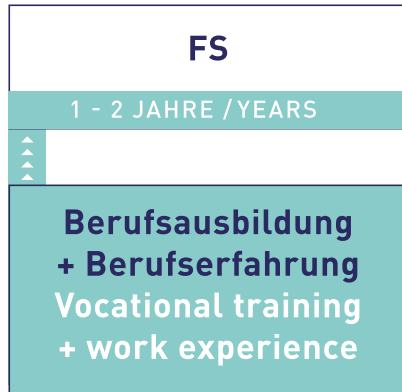 FS
1 - 2 JAHRE / YEARS
Berufsausbildung
+ Berufserfahrung
Vocational training
+ work experience